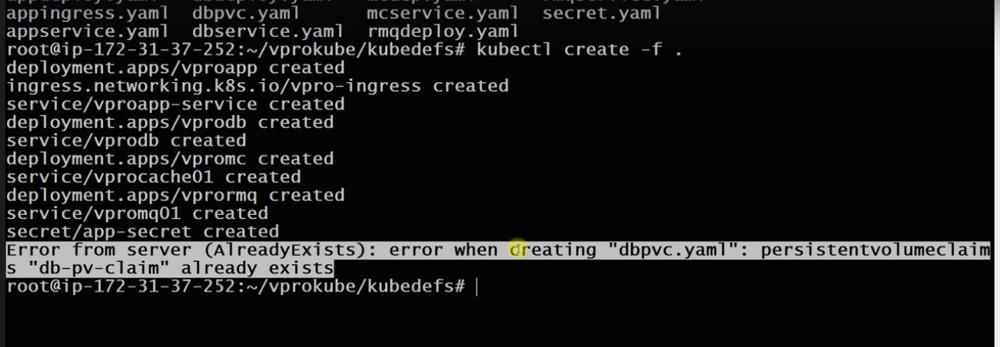 appingress.yaml  dbpvc.yaml      mcservice.yaml  secret.yaml
appservice.yaml  dbservice.yaml  rmqdeploy.yaml
root@ip-172-31-37-252:~/vprokube/kubedefs# kubectl create -f .
deployment.apps/vproapp created
ingress.networking.k8s.io/vpro-ingress created
service/vproapp-service created
deployment.apps/vprodb created
service/vprodb created
deployment.apps/vpromc created
service/vprocache01 created
deployment.apps/vprormq created
service/vpromq01 created
secret/app-secret created
Error from server (AlreadyExists): error when creating "dbpvc.yaml": persistentvolumeclaim
s "db-pv-claim" already exists
root@ip-172-31-37-252:~/vprokube/kubedefs#